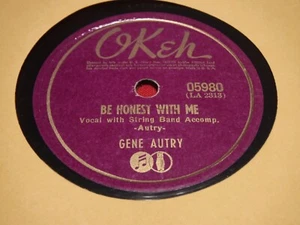 OKeh
05980
(LA 2313)
BE HONEST WITH ME
Vocal with String Band Accomp.
-Autry-
GENE AUTRY